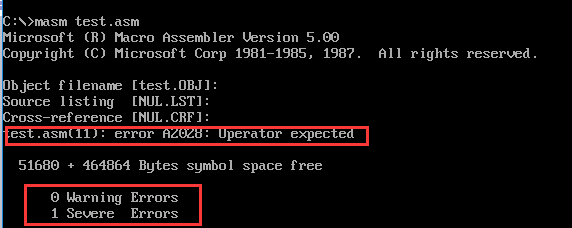 C:\>masm test.asm
Microsoft (R) Macro Assembler Version 5.00
Copyright (C) Microsoft Corp 1981-1985, 1987.  All rights reserved.
Object filename [test.OBJ]:
Source listing  [NUL.LST]:
Cross-reference [NUL.CRF]:
test.asm(11): error A2028: Operator expected
51680 + 464864 Bytes symbol space free
0 Warning Errors
1 Severe  Errors